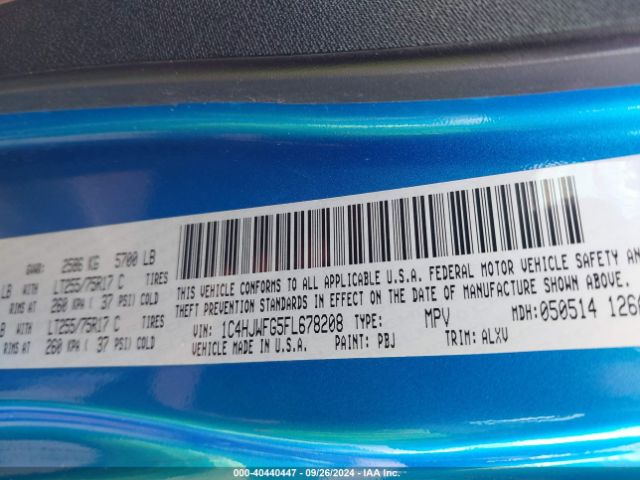 GVWR: 2586 KG 5700 LB
LB WITH LT255/75R17 C TIRES
RIMS AT 260 KPA ( 37 PSI) COLD
LB WITH LT255/75R17 C TIRES
RIMS AT 260 KPA ( 37 PSI) COLD
THIS VEHICLE CONFORMS TO ALL APPLICABLE U.S.A. FEDERAL MOTOR VEHICLE SAFETY AN
THEFT PREVENTION STANDARDS IN EFFECT ON THE DATE OF MANUFACTURE SHOWN ABOVE.
VIN: 1C4HJWFG5FL678208 TYPE: MPV MDH: 050514 126
VEHICLE MADE IN U.S.A. PAINT: PBJ TRIM: ALXV
000-40440447 - 09/26/2024 - IAA Inc.